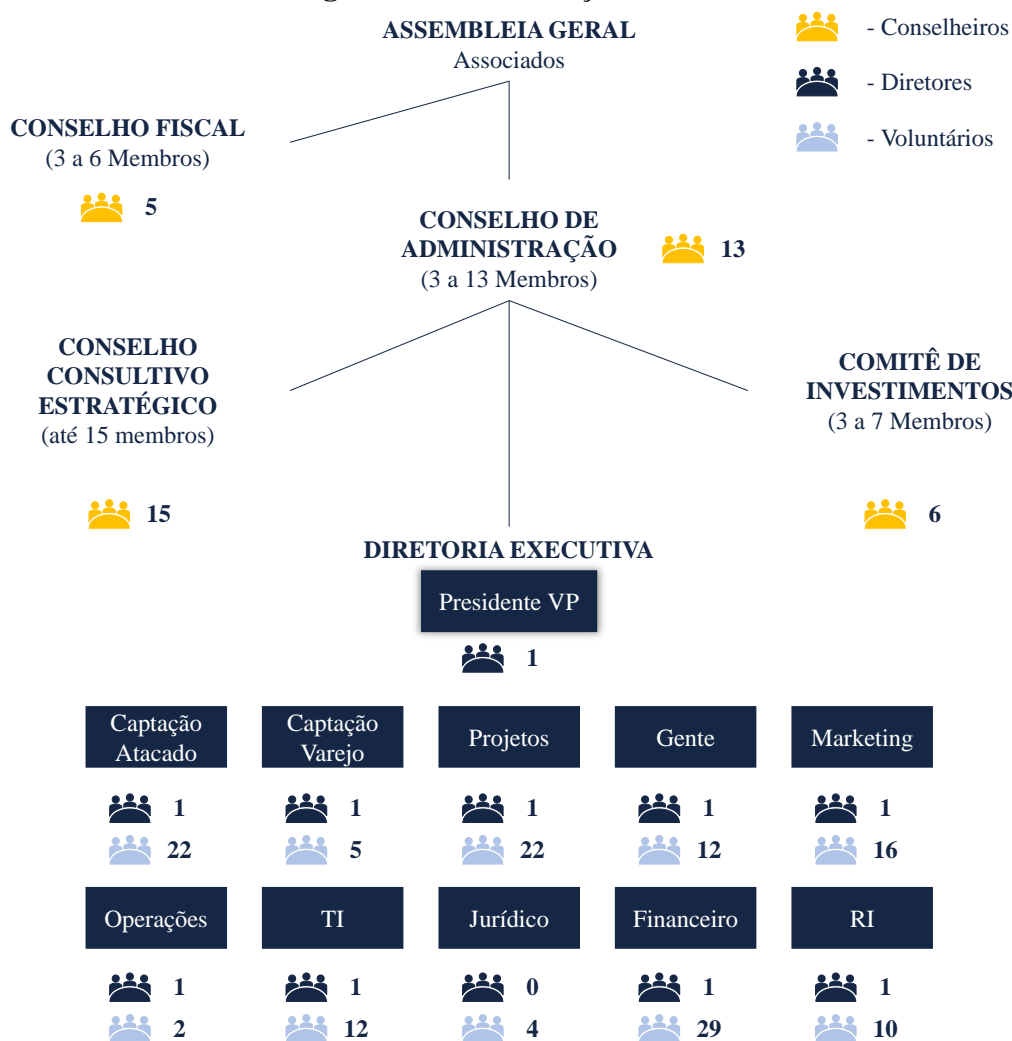 ASSEMBLEIA GERAL
Associados
- Conselheiros
- Diretores
- Voluntários
CONSELHO FISCAL
(3 a 6 Membros)
5
CONSELHO DE
ADMINISTRAÇÃO
(3 a 13 Membros)
13
CONSELHO
CONSULTIVO
ESTRATÉGICO
(até 15 membros)
15
COMITÊ DE
INVESTIMENTOS
(3 a 7 Membros)
6
DIRETORIA EXECUTIVA
Presidente VP
1
Captação
Atacado
1
22
Captação
Varejo
1
5
Projetos
1
22
Gente
1
12
Marketing
1
16
Operações
1
2
TI
1
12
Jurídico
0
4
Financeiro
1
29
RI
1
10